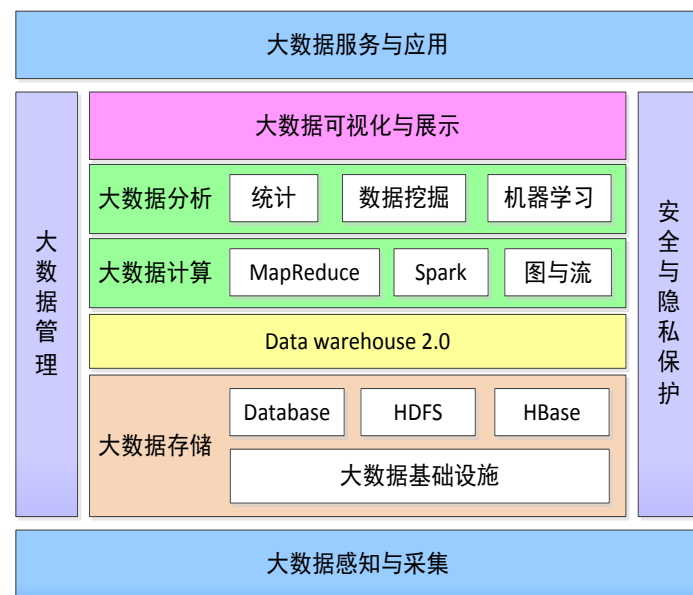 大数据服务与应用
大数据管理
大数据可视化与展示
大数据分析 统计 数据挖掘 机器学习
大数据计算 MapReduce Spark 图与流
Data warehouse 2.0
大数据存储
Database HDFS HBase
大数据基础设施
安全与隐私保护
大数据感知与采集